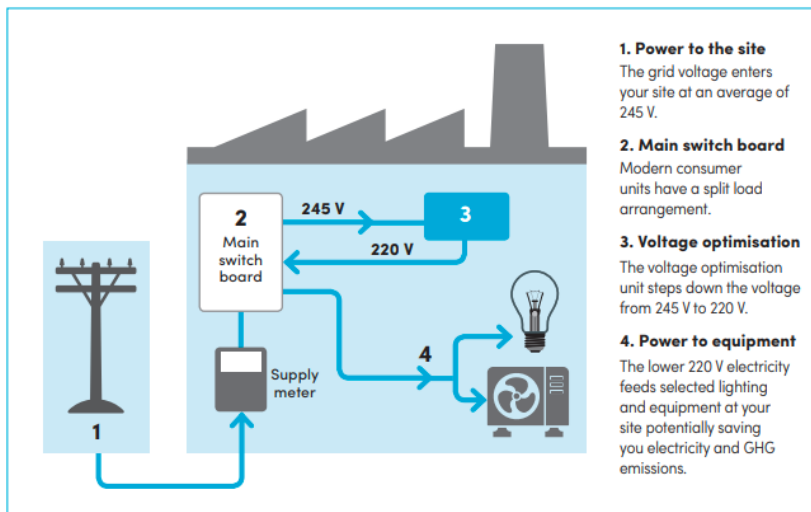 245 V
3
2
Main
switch
board
220 V
4
Supply
meter
1
1. Power to the site
The grid voltage enters
your site at an average of
245 V.
2. Main switch board
Modern consumer
units have a split load
arrangement.
3. Voltage optimisation
The voltage optimisation
unit steps down the voltage
from 245 V to 220 V.
4. Power to equipment
The lower 220 V electricity
feeds selected lighting
and equipment at your
site potentially saving
you electricity and GHG
emissions.